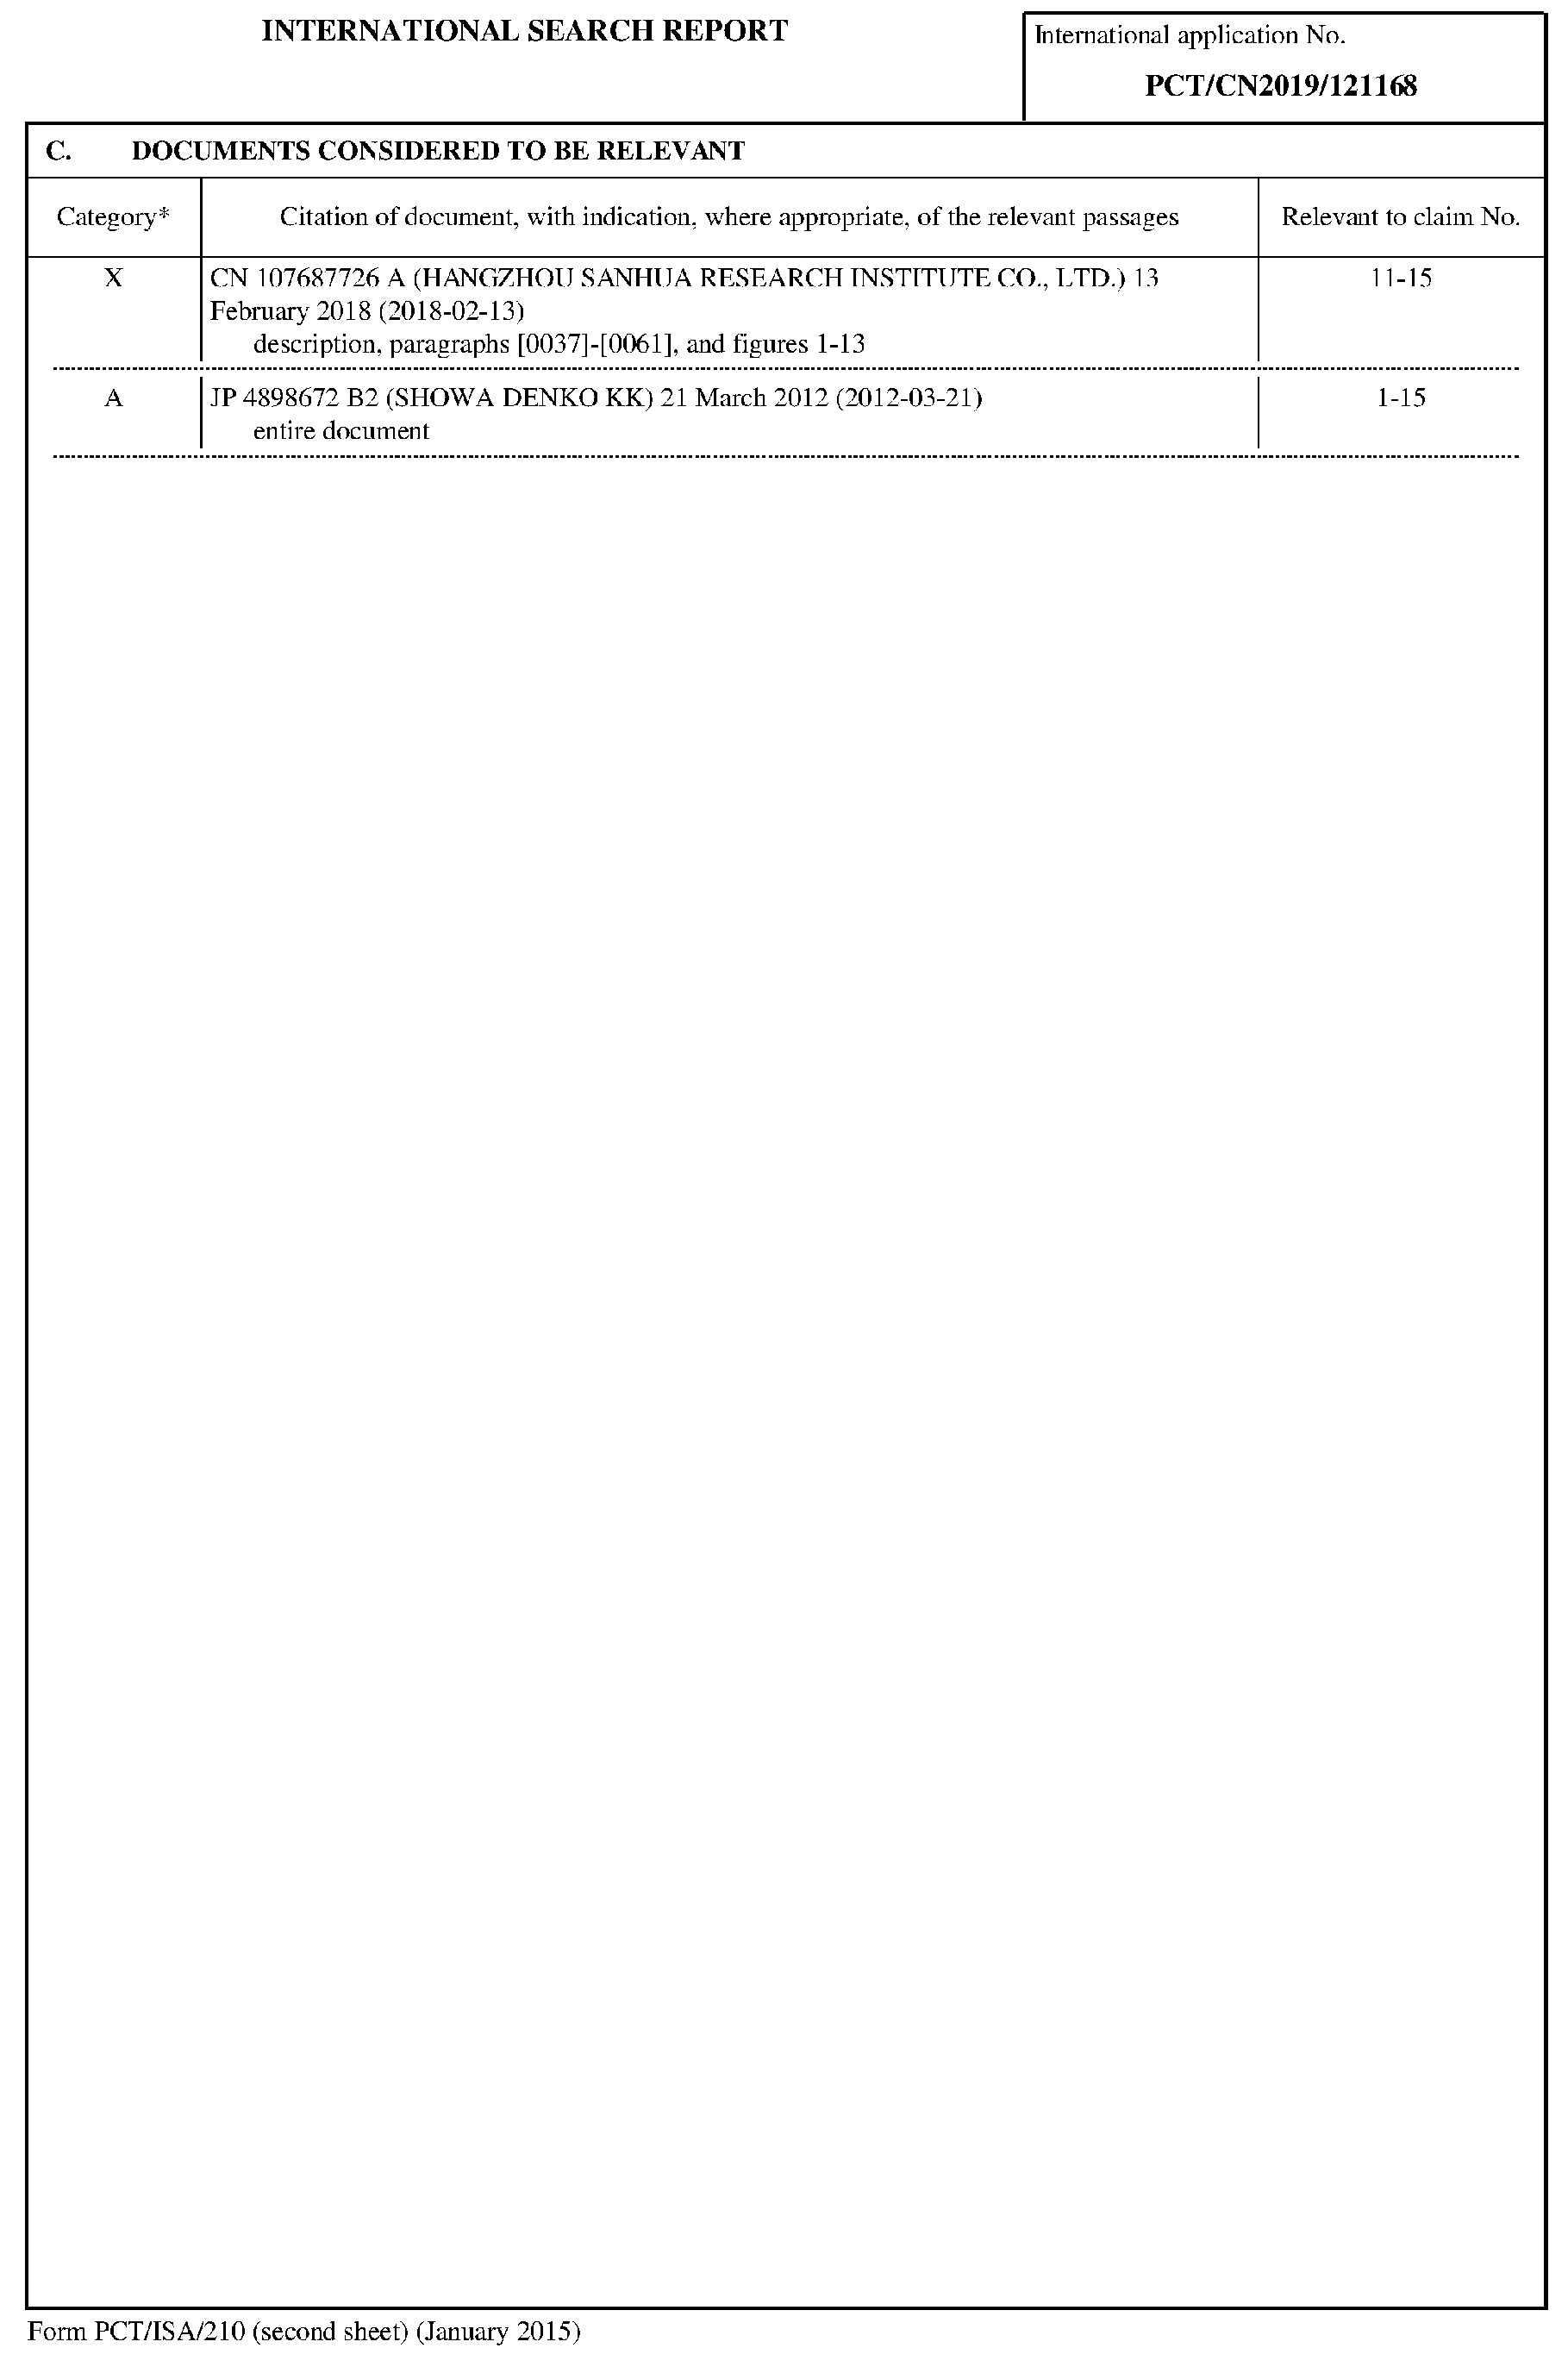 INTERNATIONAL SEARCH REPORT
International application No.
PCT/CN2019/121168
C. DOCUMENTS CONSIDERED TO BE RELEVANT
Category* Citation of document, with indication, where appropriate, of the relevant passages Relevant to claim No.
X CN 107687726 A (HANGZHOU SANHUA RESEARCH INSTITUTE CO., LTD.) 13 11-15
February 2018 (2018-02-13)
description, paragraphs [0037]-[0061], and figures 1-13
A JP 4898672 B2 (SHOWA DENKO KK) 21 March 2012 (2012-03-21) 1-15
entire document
Form PCT/ISA/210 (second sheet) (January 2015)